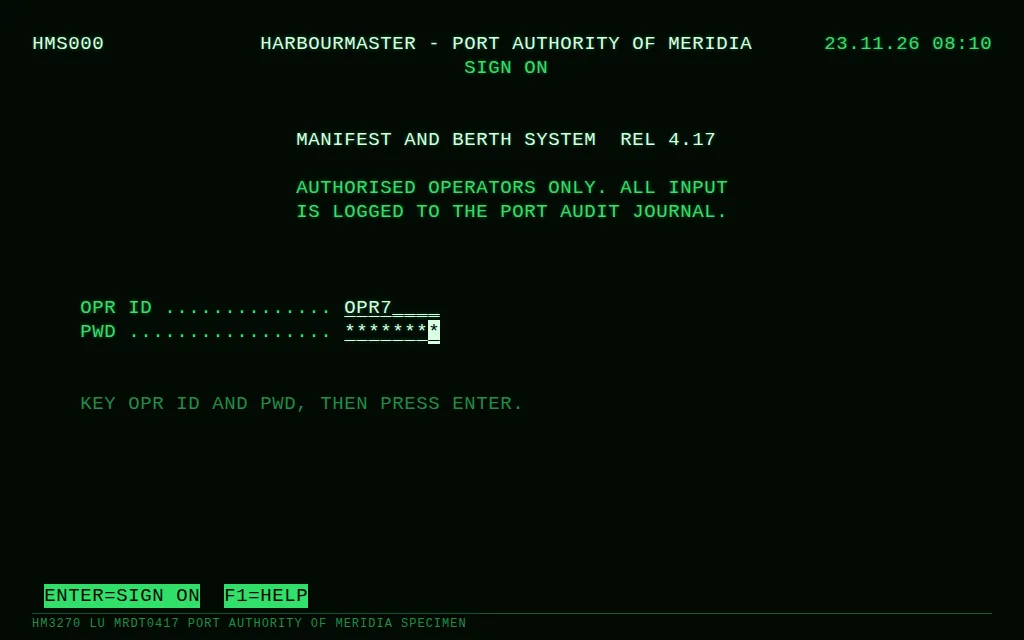 HMS000 HARBOURMASTER - PORT AUTHORITY OF MERIDIA 23.11.26 08:10
SIGN ON
MANIFEST AND BERTH SYSTEM REL 4.17
AUTHORISED OPERATORS ONLY. ALL INPUT
IS LOGGED TO THE PORT AUDIT JOURNAL.
OPR ID .............. OPR7____
PWD ................. ********
KEY OPR ID AND PWD, THEN PRESS ENTER.
ENTER=SIGN ON F1=HELP
HM3270 LU MRDT0417 PORT AUTHORITY OF MERIDIA SPECIMEN